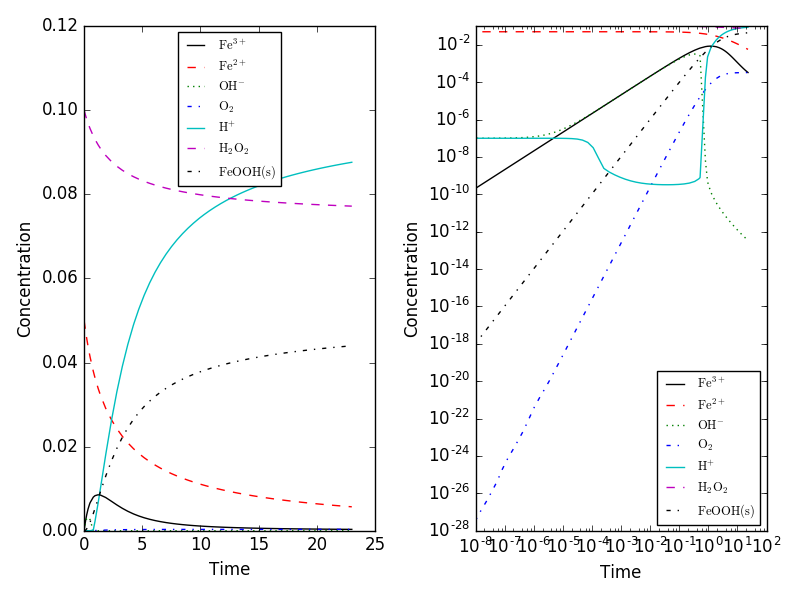 0.12
0.10
0.08
0.06
0.04
0.02
0.00
Concentration
0 5 10 15 20 25
Time
Fe³⁺
Fe²⁺
OH⁻
O₂
H⁺
H₂O₂
FeOOH(s)
10⁻²
10⁻⁴
10⁻⁶
10⁻⁸
10⁻¹⁰
10⁻¹²
10⁻¹⁴
10⁻¹⁶
10⁻¹⁸
10⁻²⁰
10⁻²²
10⁻²⁴
10⁻²⁶
10⁻²⁸
Concentration
10⁻⁸ 10⁻⁷ 10⁻⁶ 10⁻⁵ 10⁻⁴ 10⁻³ 10⁻² 10⁻¹ 10⁰ 10¹ 10²
Time
Fe³⁺
Fe²⁺
OH⁻
O₂
H⁺
H₂O₂
FeOOH(s)